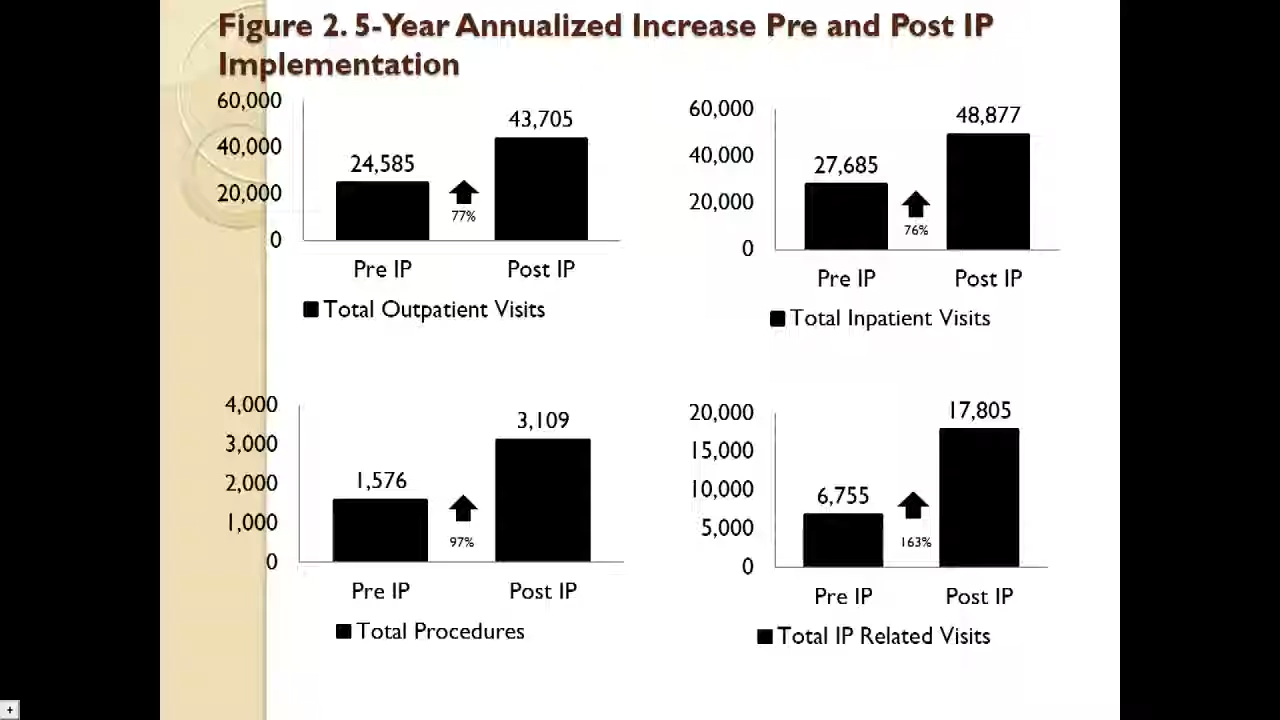 Figure 2. 5-Year Annualized Increase Pre and Post IP
Implementation
60,000
40,000
20,000
0
24,585
43,705
77%
Pre IP
Post IP
Total Outpatient Visits
60,000
40,000
20,000
0
27,685
48,877
76%
Pre IP
Post IP
Total Inpatient Visits
4,000
3,000
2,000
1,000
0
1,576
3,109
97%
Pre IP
Post IP
Total Procedures
20,000
15,000
10,000
5,000
0
6,755
17,805
163%
Pre IP
Post IP
Total IP Related Visits
+